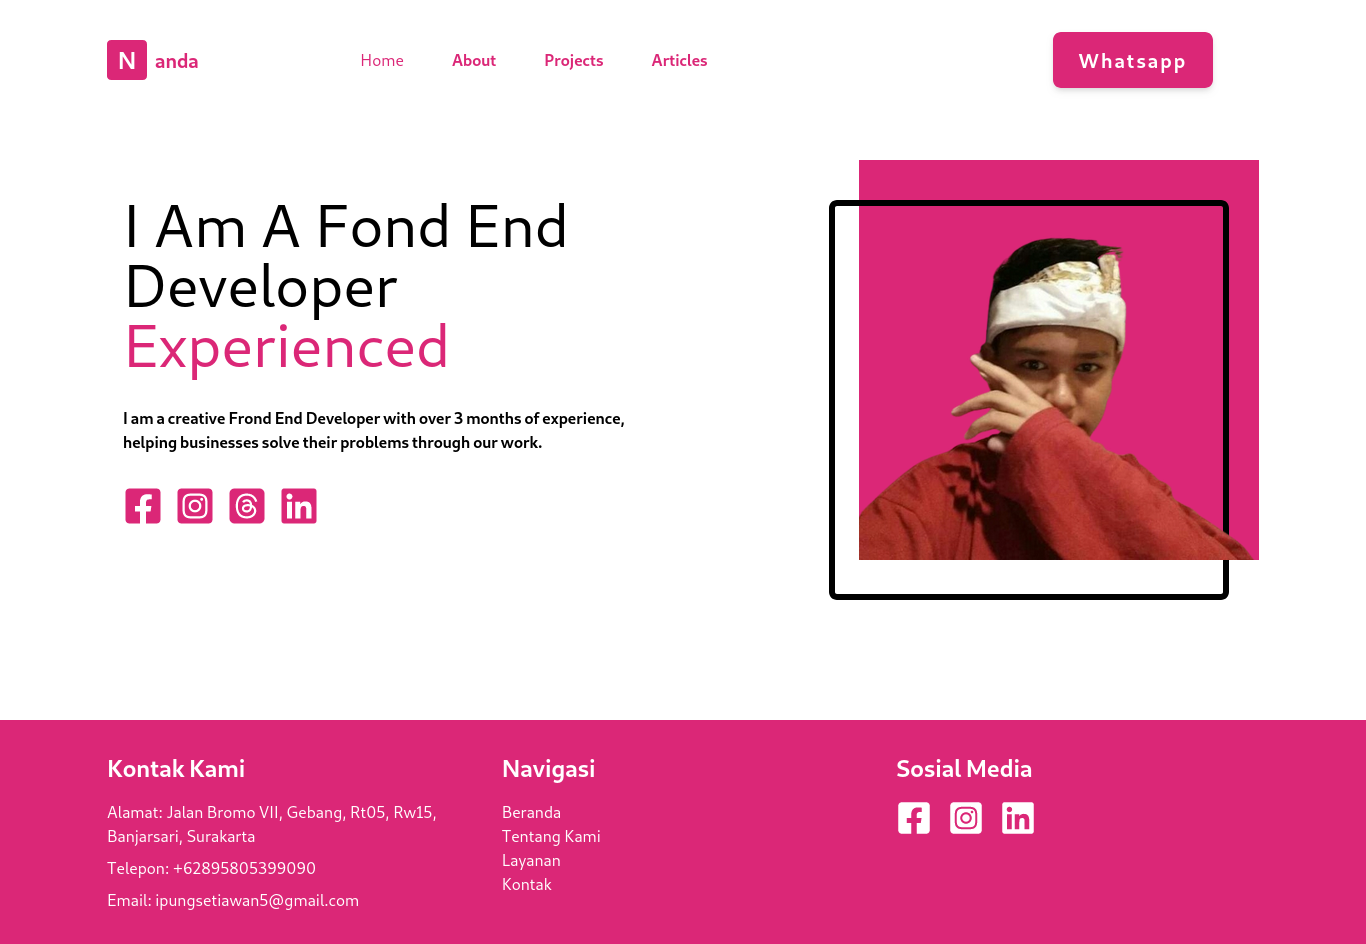 N anda
Home
About
Projects
Articles
Whatsapp
I Am A Fond End
Developer
Experienced
I am a creative Frond End Developer with over 3 months of experience,
helping businesses solve their problems through our work.
Kontak Kami
Alamat: Jalan Bromo VII, Gebang, Rt05, Rw15,
Banjarsari, Surakarta
Telepon: +62895805399090
Email: ipungsetiawan5@gmail.com
Navigasi
Beranda
Tentang Kami
Layanan
Kontak
Sosial Media